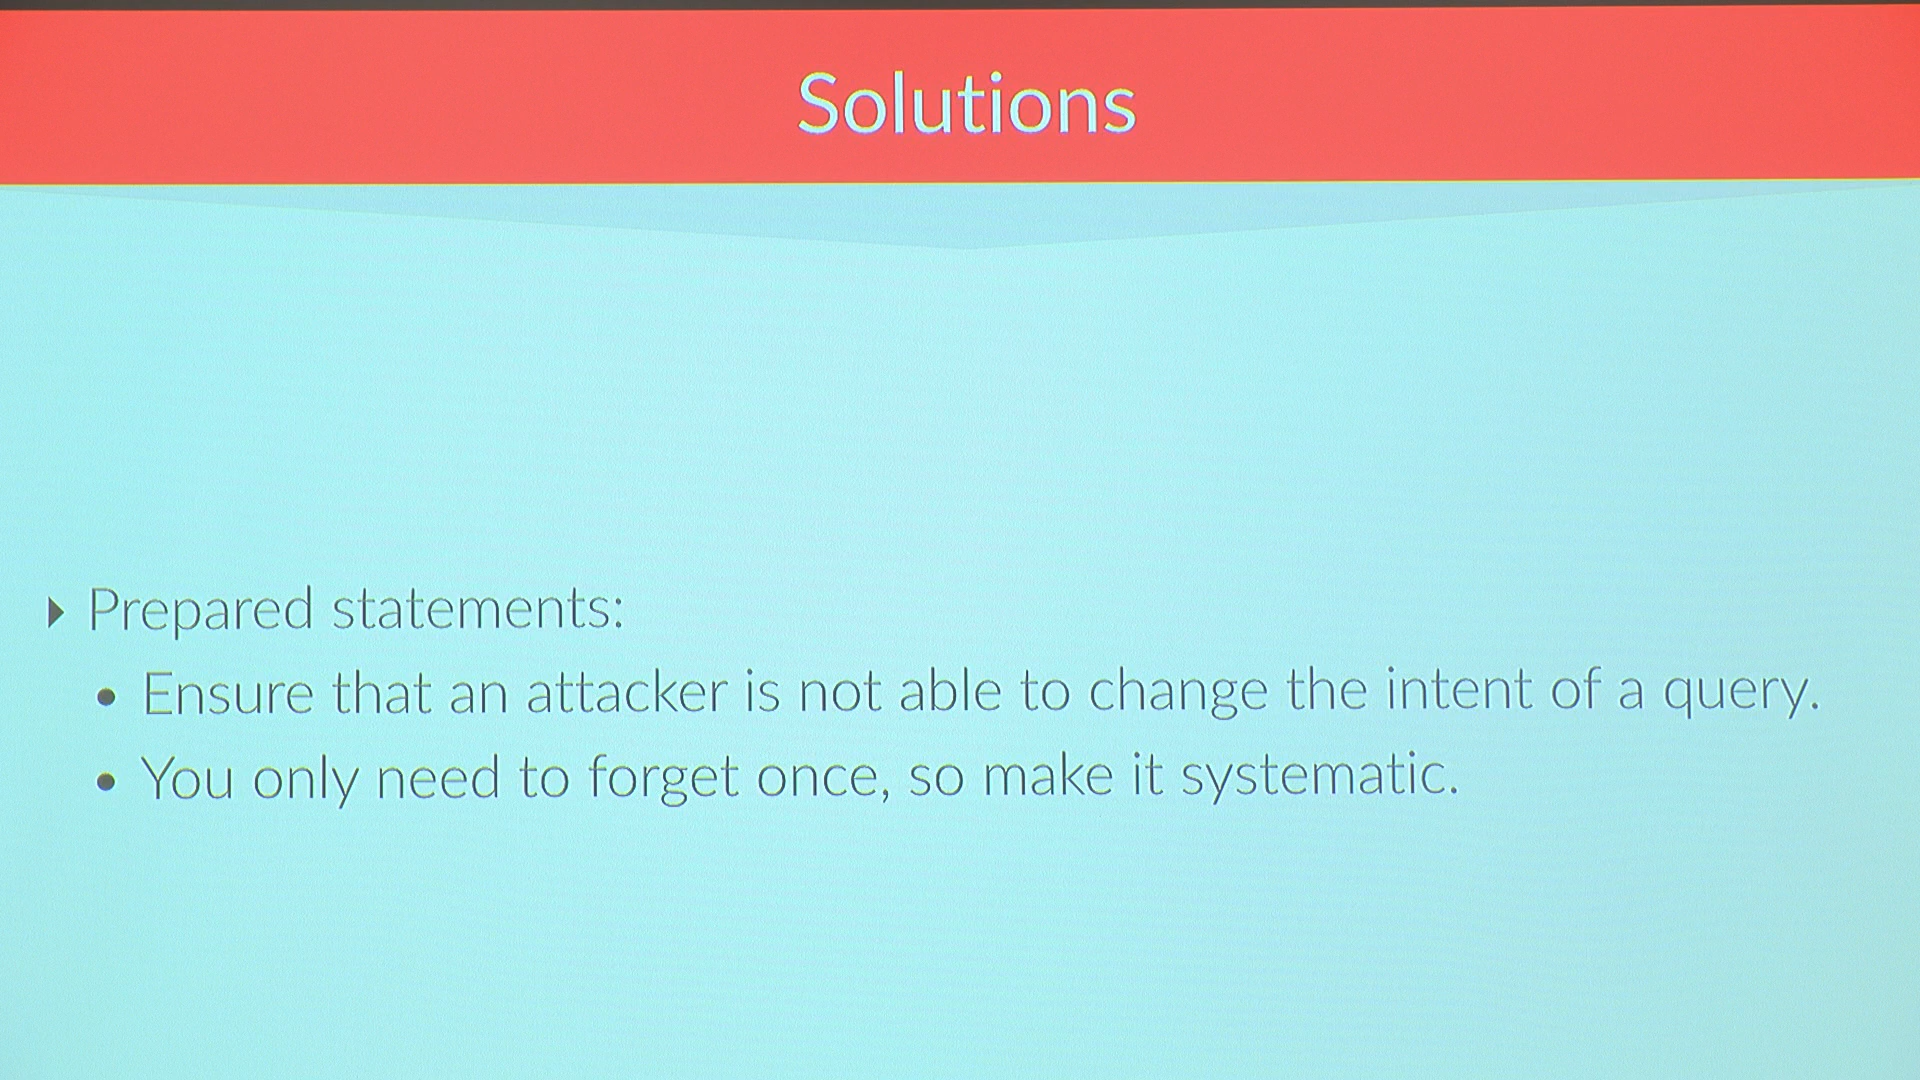 Solutions
Prepared statements:
Ensure that an attacker is not able to change the intent of a query.
You only need to forget once, so make it systematic.